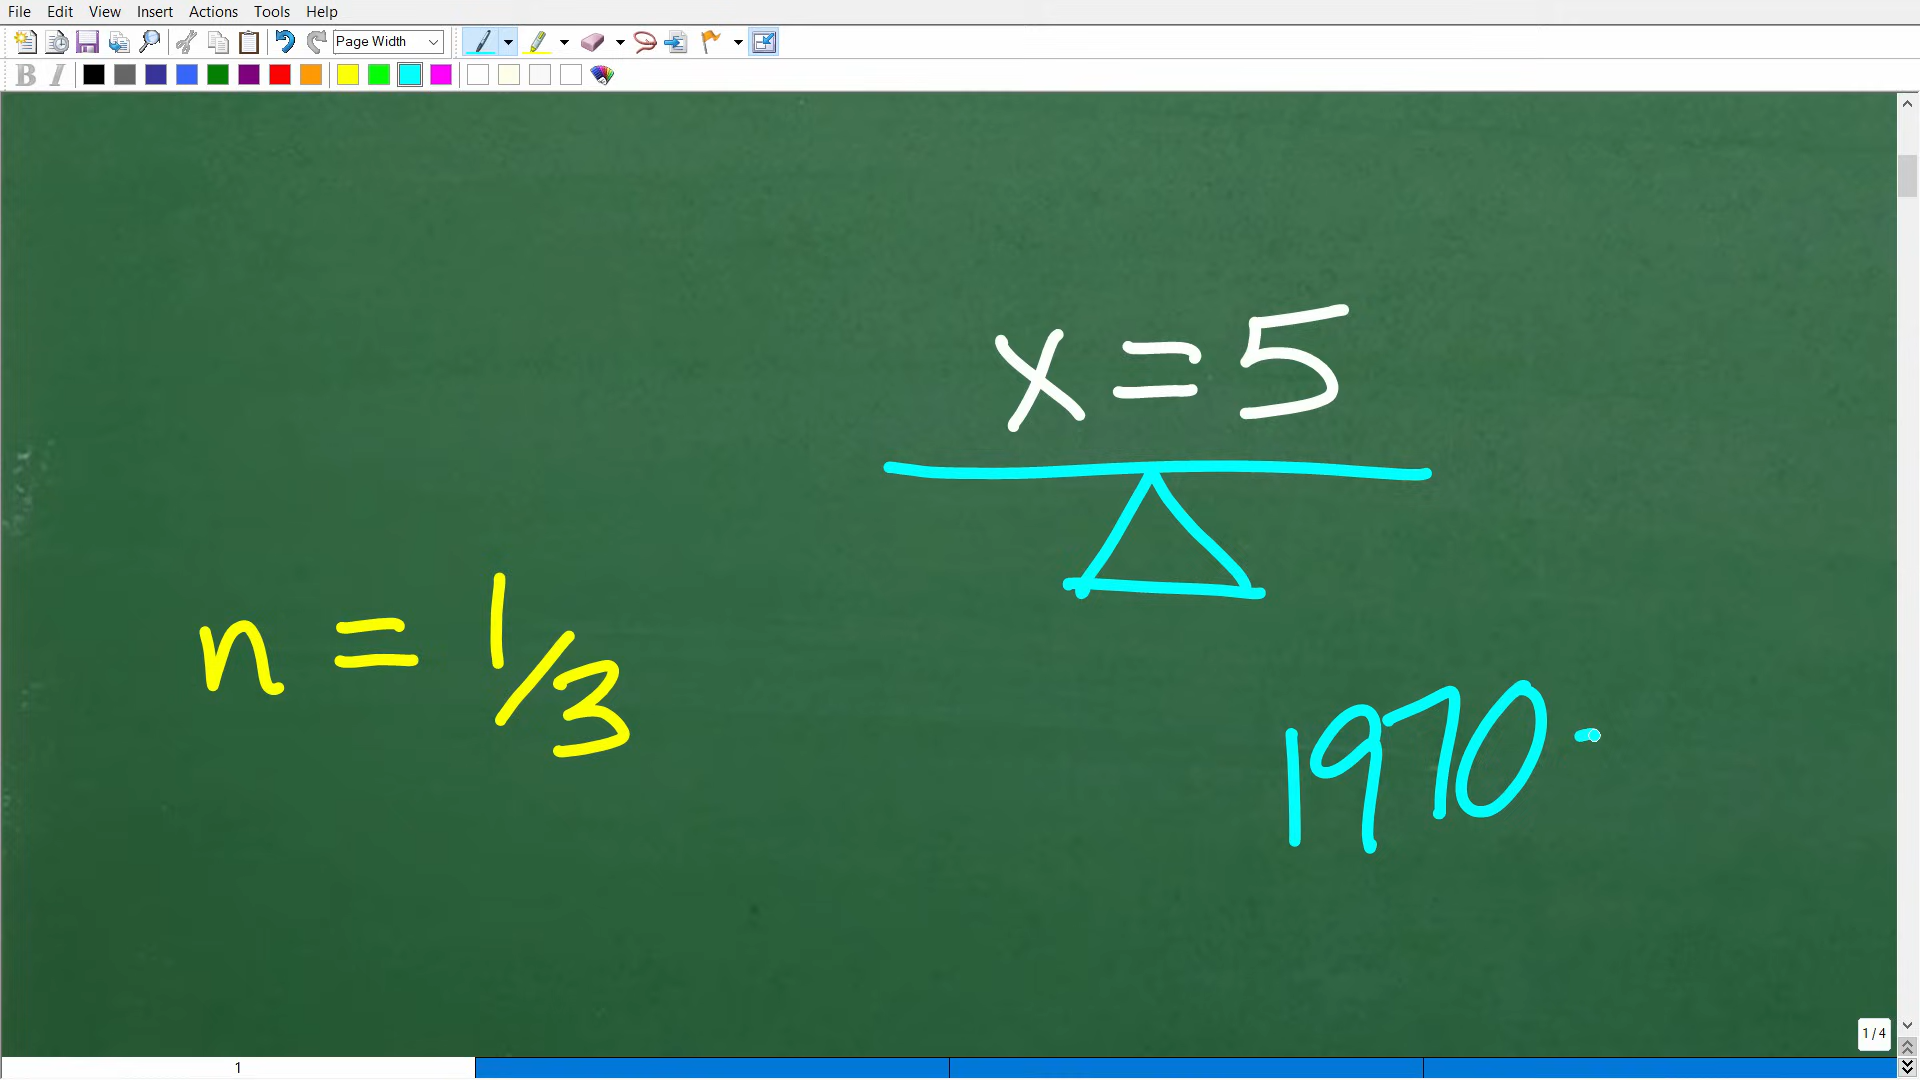 File Edit View Insert Actions Tools Help
Page Width
B I
x = 5
n = 1/3
1970-
1 / 4
1